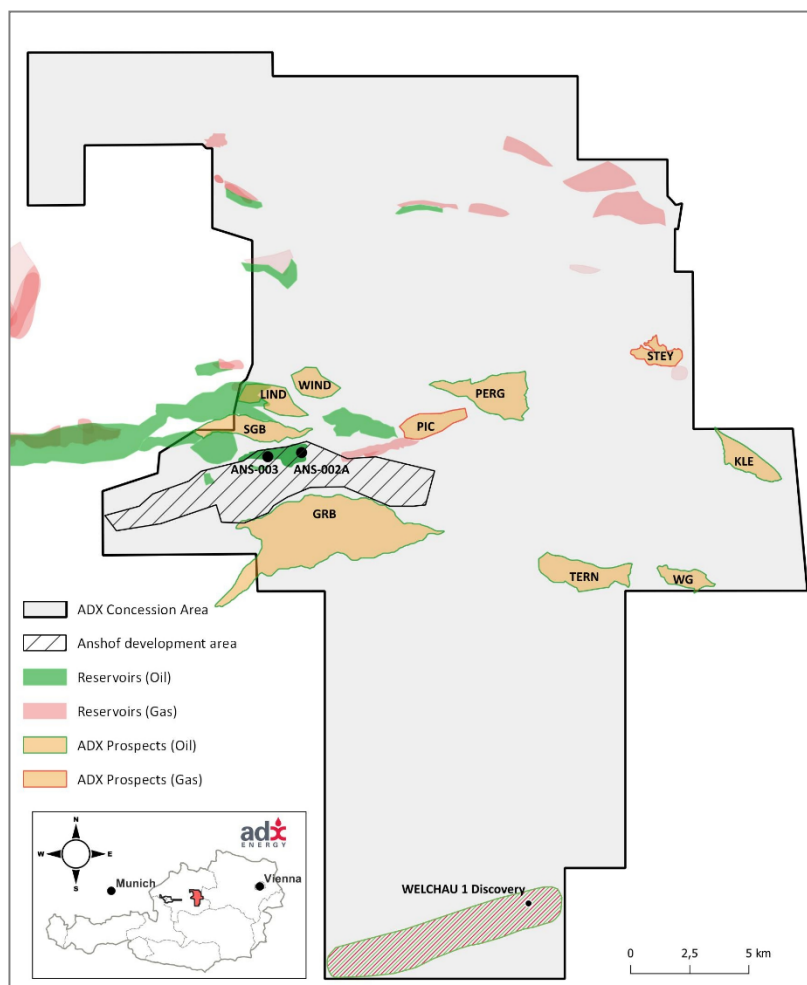 STEY
WIND
LIND
PERG
SGB
PIC
KLE
ANS-003
ANS-002A
GRB
TERN
WG
ADX Concession Area
Anshof development area
Reservoirs (Oil)
Reservoirs (Gas)
ADX Prospects (Oil)
ADX Prospects (Gas)
N
W
E
S
adx
ENERGY
Munich
Vienna
WELCHAU 1 Discovery
0 2,5 5 km